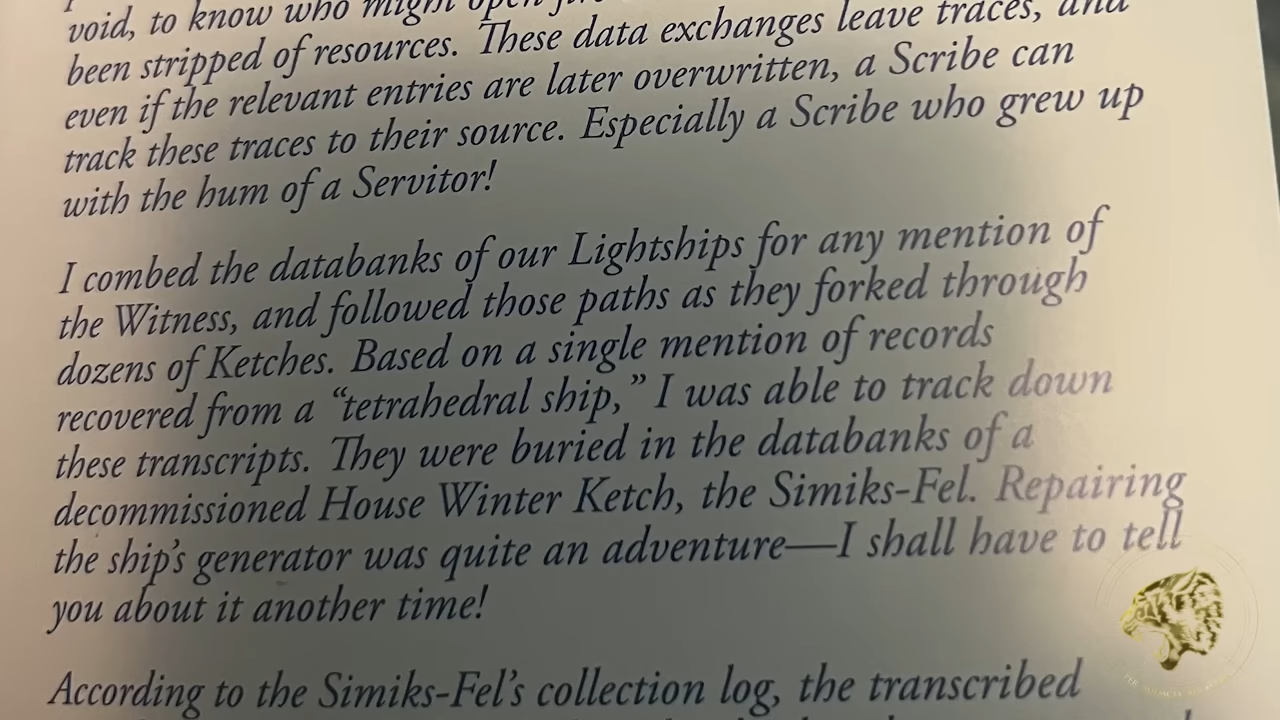 void, to know who might open
been stripped of resources. These data exchanges leave traces, and
even if the relevant entries are later overwritten, a Scribe can
track these traces to their source. Especially a Scribe who grew up
with the hum of a Servitor!
I combed the databanks of our Lightships for any mention of
the Witness, and followed those paths as they forked through
dozens of Ketches. Based on a single mention of records
recovered from a “tetrahedral ship,” I was able to track down
these transcripts. They were buried in the databanks of a
decommissioned House Winter Ketch, the Simiks-Fel. Repairing
the ship’s generator was quite an adventure—I shall have to tell
you about it another time!
According to the Simiks-Fel’s collection log, the transcribed